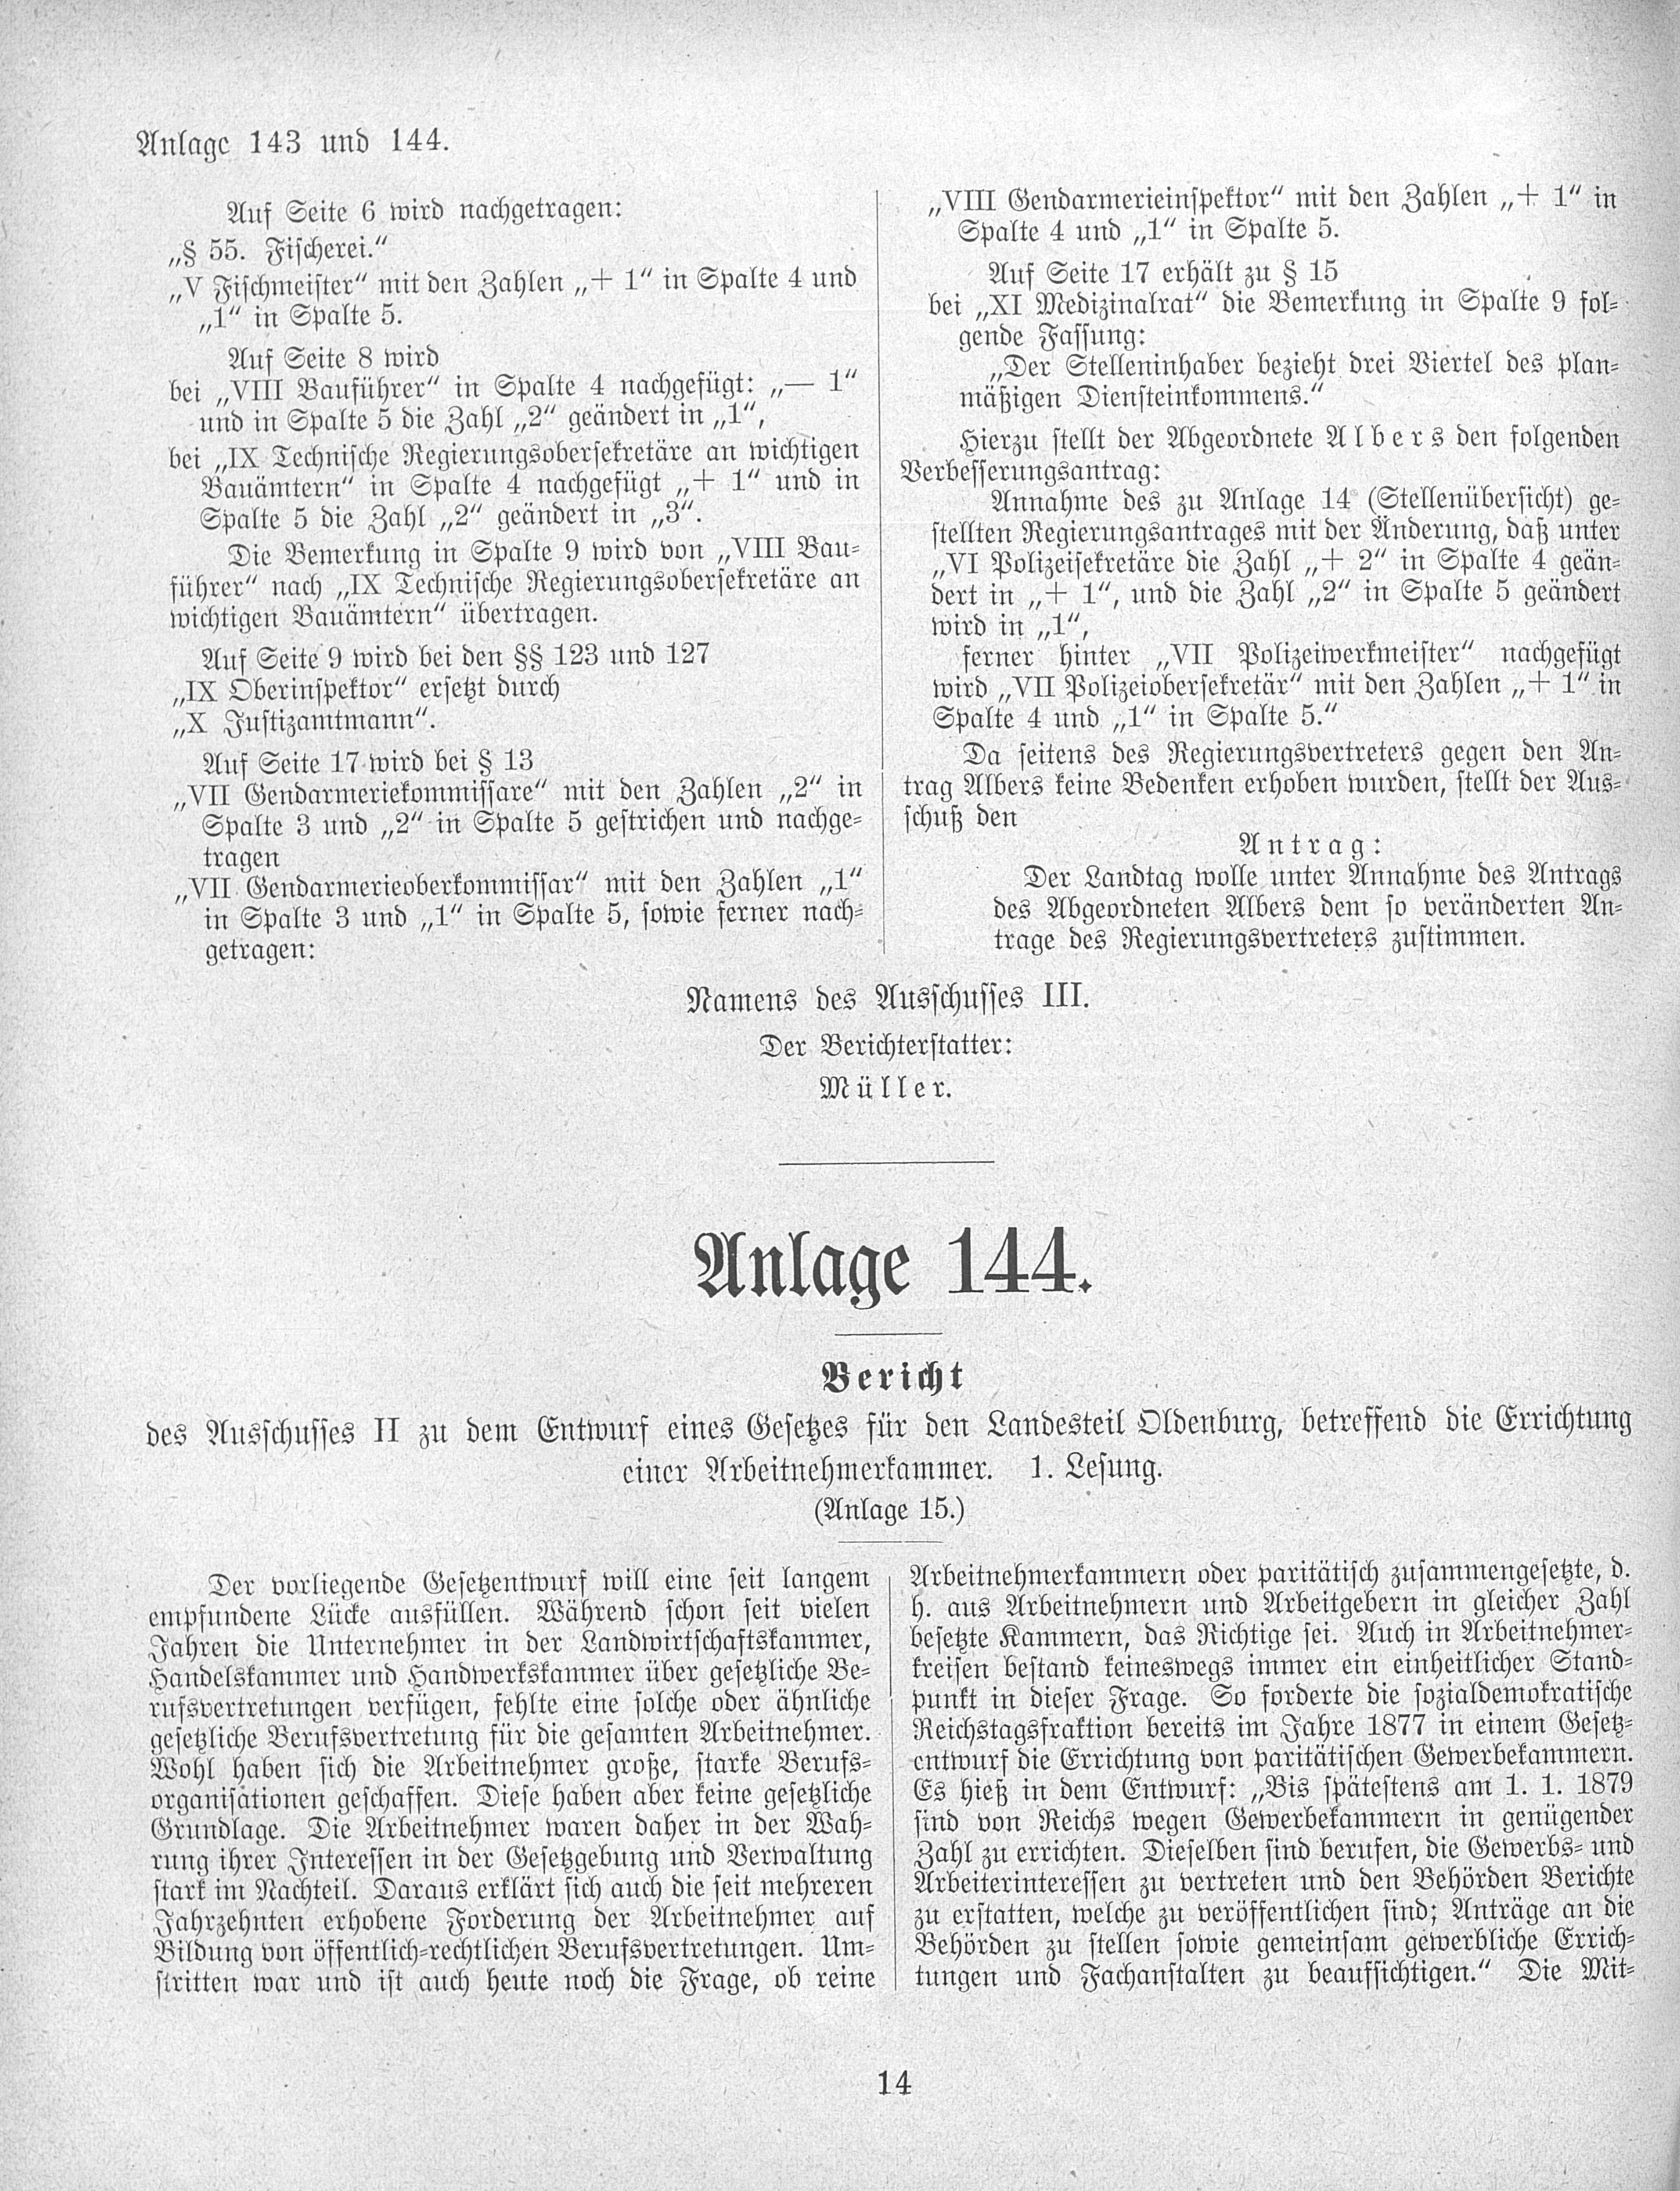 Anlage 143 und 144.
Auf Seite 6 wird nachgetragen:
„§ 55. Fischerei.“
„V Fischmeister“ mit den Zahlen „+ 1“ in Spalte 4 und
„1“ in Spalte 5.
Auf Seite 8 wird
bei „VIII Bauführer“ in Spalte 4 nachgefügt: „— 1“
und in Spalte 5 die Zahl „2“ geändert in „1“,
bei „IX Technische Regierungsobersekretäre an wichtigen
Bauämtern“ in Spalte 4 nachgefügt „+ 1“ und in
Spalte 5 die Zahl „2“ geändert in „3“.
Die Bemerkung in Spalte 9 wird von „VIII Bau-
führer“ nach „IX Technische Regierungsobersekretäre an
wichtigen Bauämtern“ übertragen.
Auf Seite 9 wird bei den §§ 123 und 127
„IX Oberinspektor“ ersetzt durch
„X Justizamtmann“.
Auf Seite 17 wird bei § 13
„VII Gendarmeriekommissare“ mit den Zahlen „2“ in
Spalte 3 und „2“ in Spalte 5 gestrichen und nachge-
tragen
„VII Gendarmerieoberkommissar“ mit den Zahlen „1“
in Spalte 3 und „1“ in Spalte 5, sowie ferner nach-
getragen:
„VIII Gendarmerieinspektor“ mit den Zahlen „+ 1“ in
Spalte 4 und „1“ in Spalte 5.
Auf Seite 17 erhält zu § 15
bei „XI Medizinalrat“ die Bemerkung in Spalte 9 fol-
gende Fassung:
„Der Stelleninhaber bezieht drei Viertel des plan-
mäßigen Diensteinkommens.“
Hierzu stellt der Abgeordnete Albers den folgenden
Verbesserungsantrag:
Annahme des zu Anlage 14 (Stellenübersicht) ge-
stellten Regierungsantrages mit der Änderung, daß unter
„VI Polizeisekretäre die Zahl „+ 2“ in Spalte 4 geän-
dert in „+ 1“, und die Zahl „2“ in Spalte 5 geändert
wird in „1“,
ferner hinter „VII Polizeiwerkmeister“ nachgefügt
wird „VII Polizeiobersekretär“ mit den Zahlen „+ 1“ in
Spalte 4 und „1“ in Spalte 5.“
Da seitens des Regierungsvertreters gegen den An-
trag Albers keine Bedenken erhoben wurden, stellt der Aus-
schuß den
Antrag:
Der Landtag wolle unter Annahme des Antrags
des Abgeordneten Albers dem so veränderten An-
trage des Regierungsvertreters zustimmen.
Namens des Ausschusses III.
Der Berichterstatter:
Müller.
Anlage 144.
Bericht
des Ausschusses II zu dem Entwurf eines Gesetzes für den Landesteil Oldenburg, betreffend die Errichtung
einer Arbeitnehmerkammer. 1. Lesung.
(Anlage 15.)
Der vorliegende Gesetzentwurf will eine seit langem
empfundene Lücke ausfüllen. Während schon seit vielen
Jahren die Unternehmer in der Landwirtschaftskammer,
Handelskammer und Handwerkskammer über gesetzliche Be-
rufsvertretungen verfügen, fehlte eine solche oder ähnliche
gesetzliche Berufsvertretung für die gesamten Arbeitnehmer.
Wohl haben sich die Arbeitnehmer große, starke Berufs-
organisationen geschaffen. Diese haben aber keine gesetzliche
Grundlage. Die Arbeitnehmer waren daher in der Wah-
rung ihrer Interessen in der Gesetzgebung und Verwaltung
stark im Nachteil. Daraus erklärt sich auch die seit mehreren
Jahrzehnten erhobene Forderung der Arbeitnehmer auf
Bildung von öffentlich-rechtlichen Berufsvertretungen. Um-
stritten war und ist auch heute noch die Frage, ob reine
Arbeitnehmerkammern oder paritätisch zusammengesetzte, d.
h. aus Arbeitnehmern und Arbeitgebern in gleicher Zahl
besetzte Kammern, das Richtige sei. Auch in Arbeitnehmer-
kreisen bestand keineswegs immer ein einheitlicher Stand-
punkt in dieser Frage. So forderte die sozialdemokratische
Reichstagsfraktion bereits im Jahre 1877 in einem Gesetz-
entwurf die Errichtung von paritätischen Gewerbekammern.
Es hieß in dem Entwurf: „Bis spätestens am 1. 1. 1879
sind von Reichs wegen Gewerbekammern in genügender
Zahl zu errichten. Dieselben sind berufen, die Gewerbs- und
Arbeiterinteressen zu vertreten und den Behörden Berichte
zu erstatten, welche zu veröffentlichen sind; Anträge an die
Behörden zu stellen sowie gemeinsam gewerbliche Errich-
tungen und Fachanstalten zu beaufsichtigen.“ Die Mit-
14